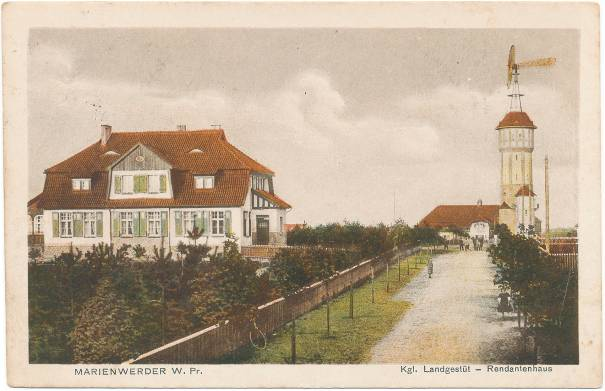 MARIENWERDER W. Pr.
Kgl. Landgestüt – Rendantenhaus